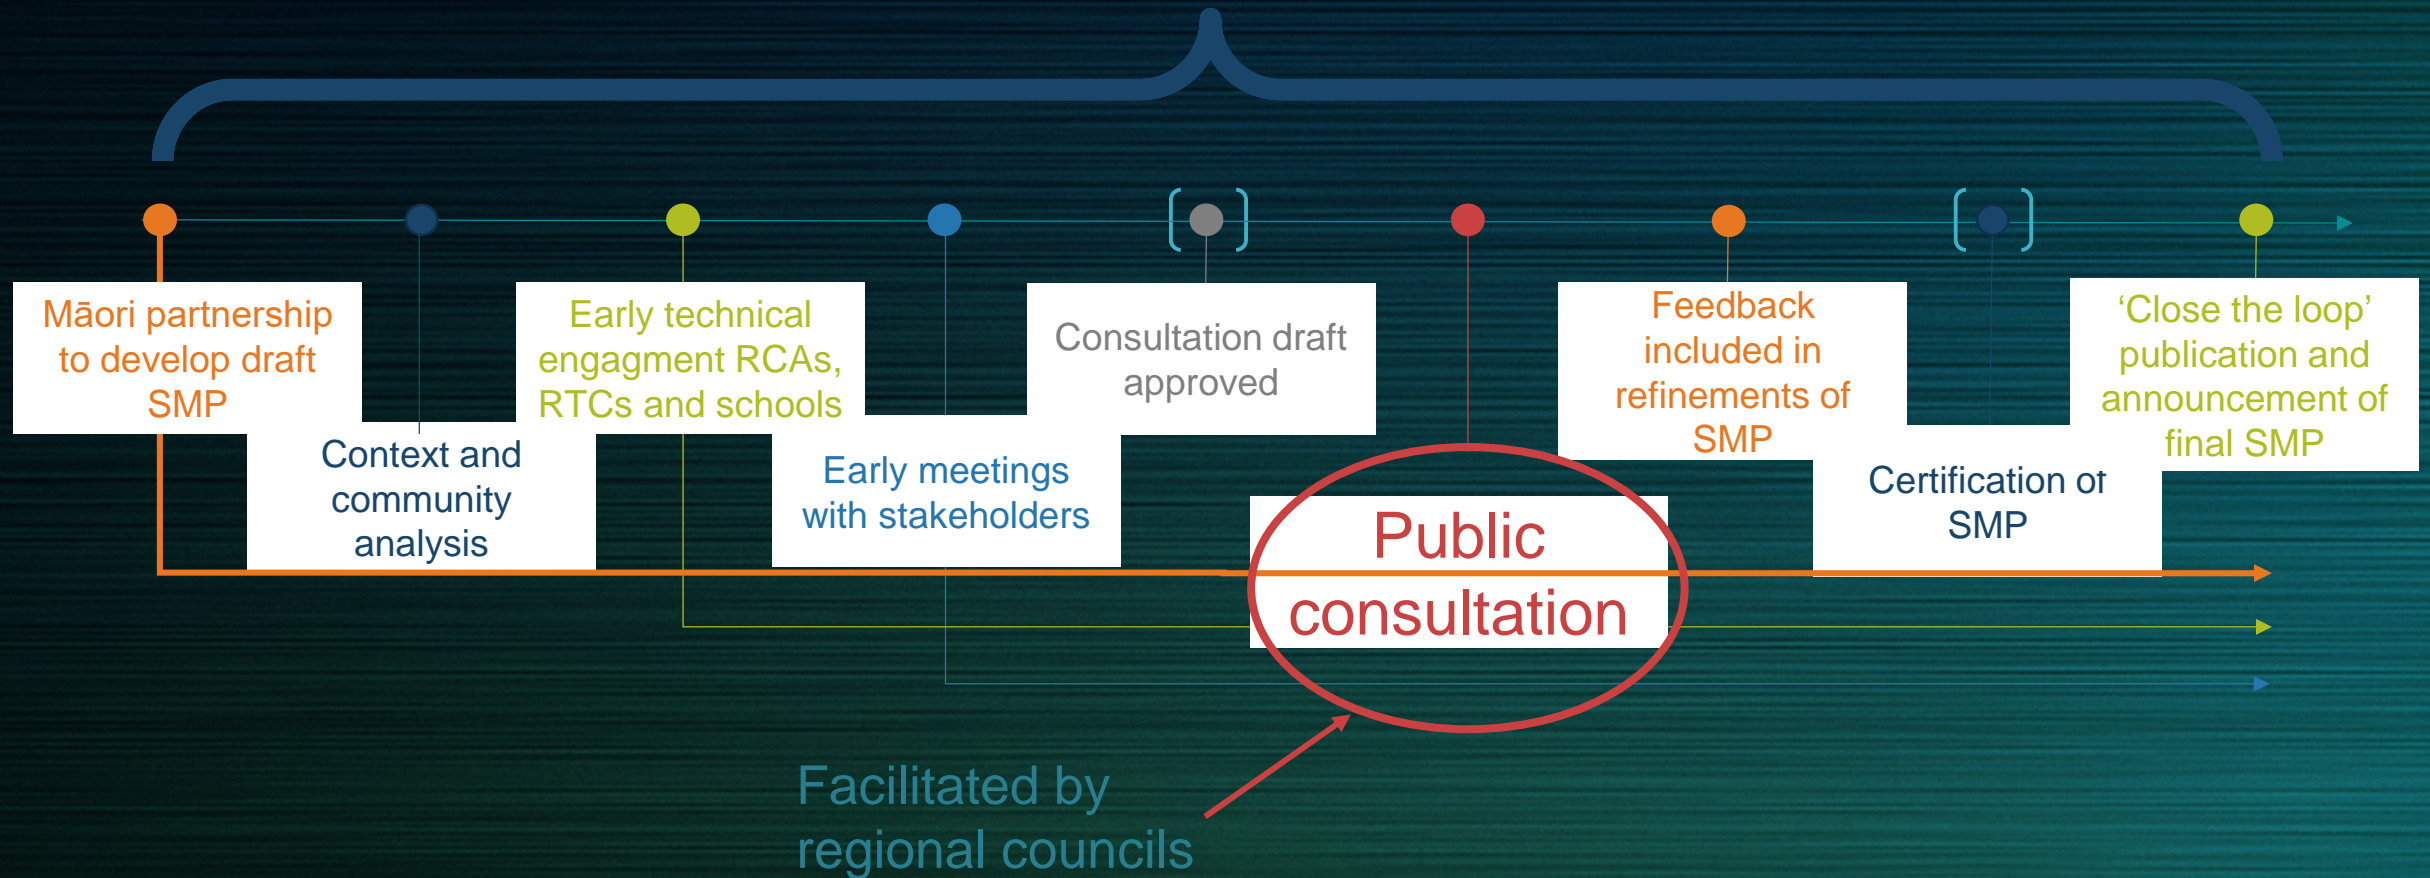 Māori partnership
to develop draft
SMP
Context and
community
analysis
Early technical
engagment RCAs,
RTCs and schools
Early meetings
with stakeholders
Consultation draft
approved
Public
consultation
Feedback
included in
refinements of
SMP
Certification of
SMP
‘Close the loop’
publication and
announcement of
final SMP
Facilitated by
regional councils